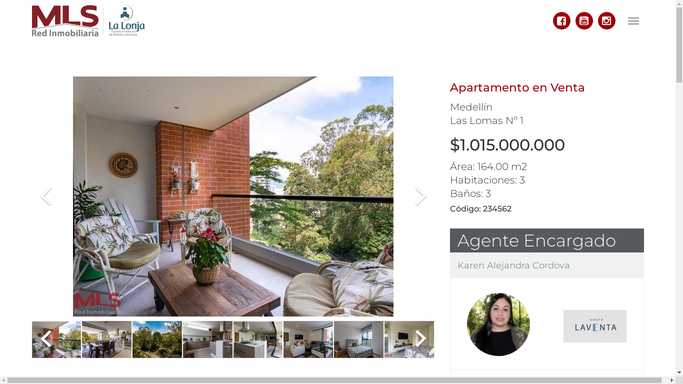 MLS
Red Inmobiliaria
La Lonja
Apartamento en Venta
Medellín
Las Lomas Nº 1
$1.015.000.000
Área: 164.00 m2
Habitaciones: 3
Baños: 3
Código: 234562
Agente Encargado
Karen Alejandra Cordova
LAVENTA
MLS
Red Inmobiliaria